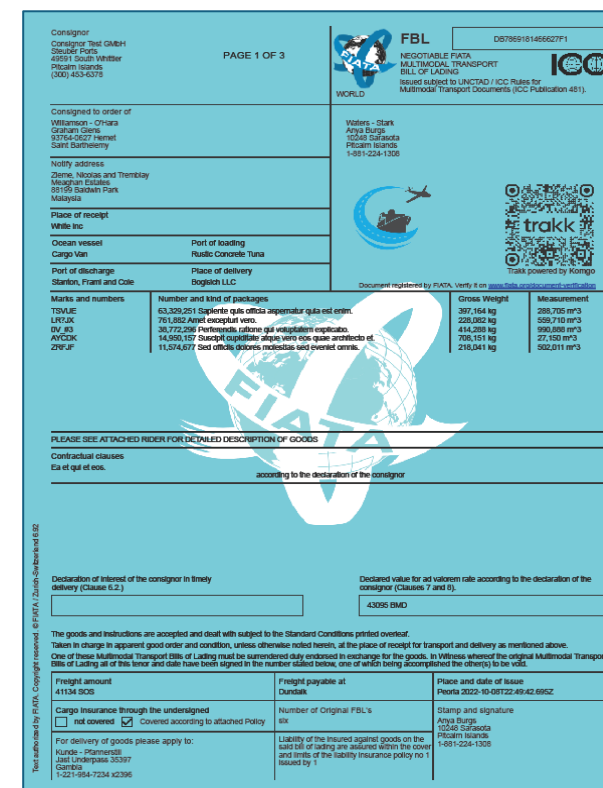 Consignor
Consignor Test GmbH
Steuber Ports
49591 South Whittier
Pitcairn Islands
(300) 453-6378
PAGE 1 OF 3
FIATA
WORLD
FBL
DB7869181466627F1
NEGOTIABLE FIATA
MULTIMODAL TRANSPORT
BILL OF LADING
ICC
Issued subject to UNCTAD / ICC Rules for
Multimodal Transport Documents (ICC Publication 481).
Consigned to order of
Williamson - O'Hara
Graham Glens
93764-0627 Hemet
Saint Barthelemy
Waters - Stark
Anya Burgs
10248 Sarasota
Pitcairn Islands
1-881-224-1308
Notify address
Zieme, Nicolas and Tremblay
Meaghan Estates
88199 Baldwin Park
Malaysia
Place of receipt
White Inc
Ocean vessel
Port of loading
Cargo Van
Rustic Concrete Tuna
Port of discharge
Place of delivery
Stanton, Frami and Cole
Bogisich LLC
trakk
Trakk powered by Komgo
Document registered by FIATA. Verify it on www.fiata.org/document-verification
Marks and numbers
Number and kind of packages
Gross Weight
Measurement
TSVUE
63,329,251 Sapiente quis officia aspernatur quia est enim.
397,164 kg
288,705 m^3
LR7JX
761,882 Amet excepturi vero.
228,082 kg
559,710 m^3
38,772,296 Perferendis ratione qui voluptatem explicabo.
414,288 kg
990,888 m^3
14,950,157 Suscipit cupiditate atque vero eos quae architecto et.
708,151 kg
27,150 m^3
ZRFJF
11,574,677 Sed officiis dolores molestias sed eveniet omnis.
218,041 kg
502,011 m^3
FIATA
PLEASE SEE ATTACHED RIDER FOR DETAILED DESCRIPTION OF GOODS
Contractual clauses
Ea et qui et eos.
according to the declaration of the consignor
Declaration of Interest of the consignor in timely
delivery (Clause 6.2.)
Declared value for ad valorem rate according to the declaration of the
consignor (Clauses 7 and 8).
43095 BMD
The goods and instructions are accepted and dealt with subject to the Standard Conditions printed overleaf.
Taken in charge in apparent good order and condition, unless otherwise noted herein, at the place of receipt for transport and delivery as mentioned above.
One of these Multimodal Transport Bills of Lading must be surrendered duly endorsed in exchange for the goods. In Witness whereof the original Multimodal Transport
Bills of Lading all of this tenor and date have been signed in the number stated below, one of which being accomplished the other(s) to be void.
Freight amount
41134 SOS
Freight payable at
Dundalk
Place and date of issue
Peoria 2022-10-08T22:49:42.695Z
Cargo Insurance through the undersigned
not covered
Covered according to attached Policy
Number of Original FBL's
six
Stamp and signature
Anya Burgs
10248 Sarasota
Pitcairn Islands
1-881-224-1308
For delivery of goods please apply to:
Kunde - Pfannerstill
Jast Underpass 35397
Gambia
1-221-984-7234 x2396
Liability of the insured against goods on the
said bill of lading are assured within the cover
and limits of the liability insurance policy no 1
issued by 1
Text authorized by FIATA. Copyright reserved. © FIATA / Zurich-Switzerland 6.92